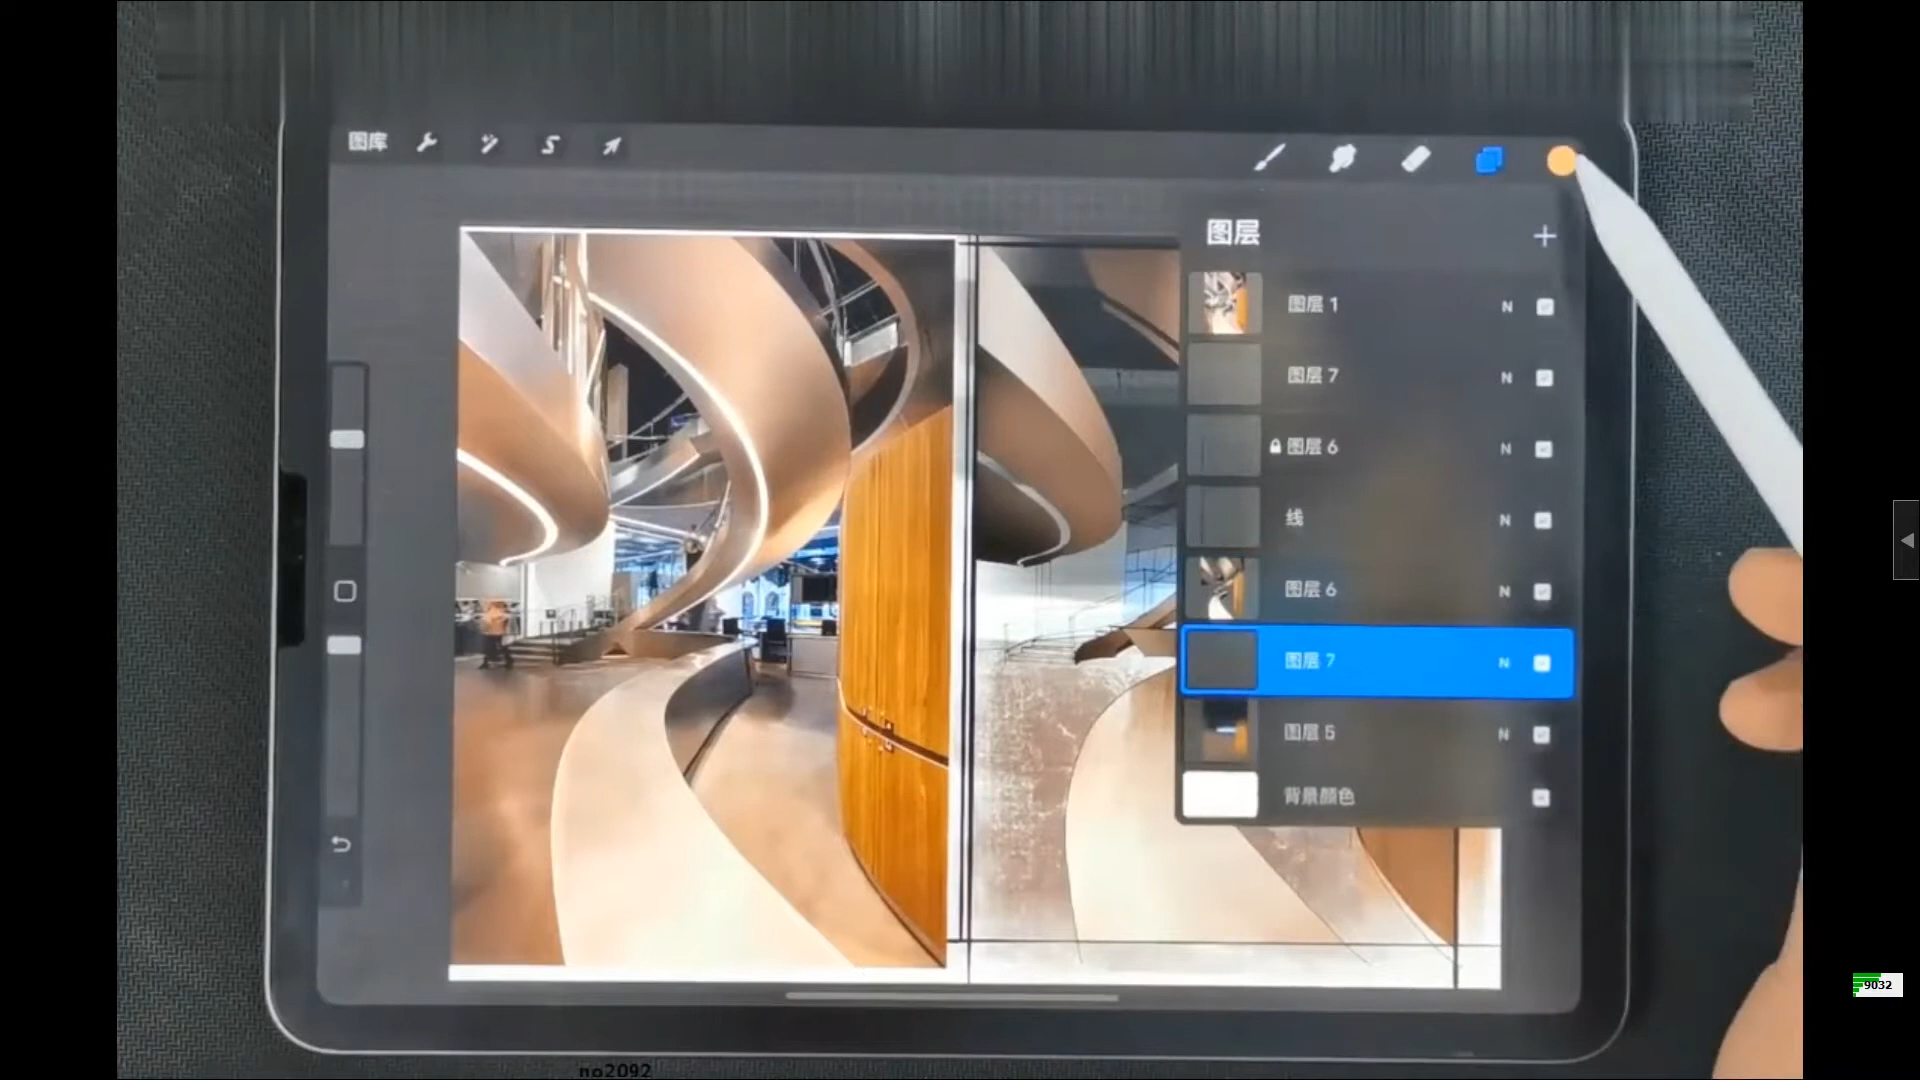 图库
图层
图层 1 N
图层 7 N
图层 6 N
线 N
图层 6 N
图层 7 N
图层 5 N
背景颜色
9032
no2092